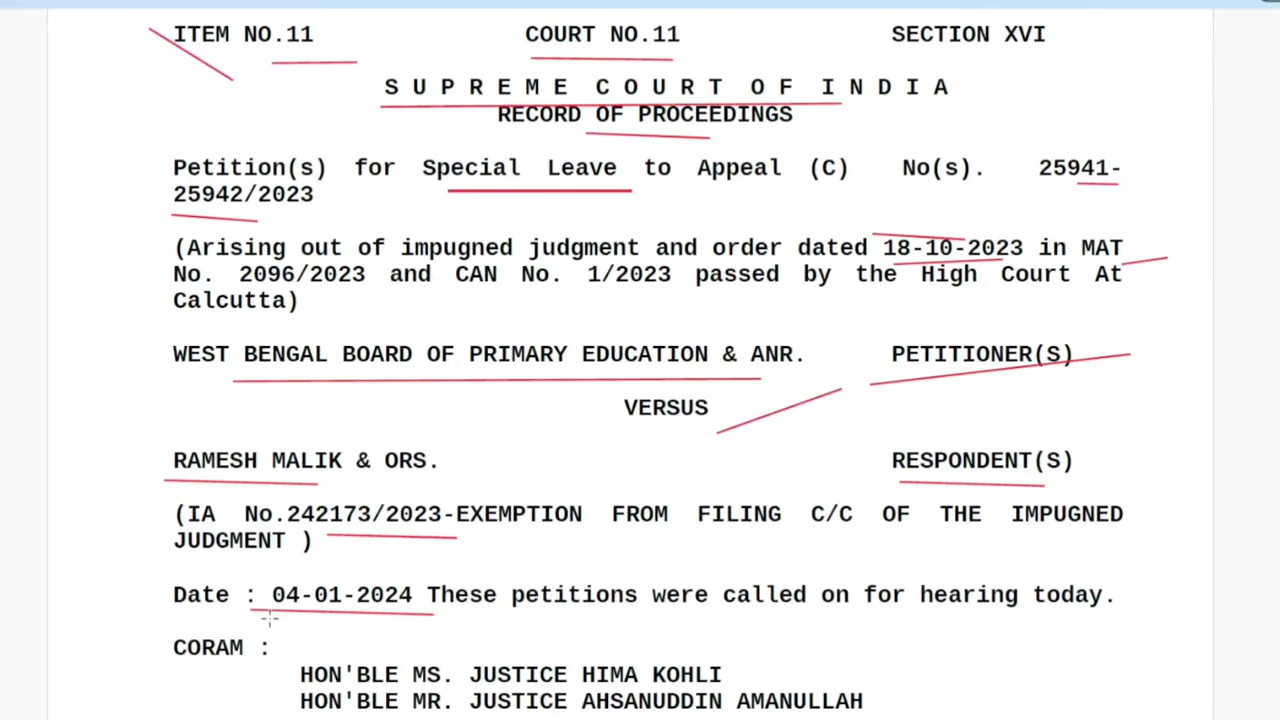 ITEM NO.11 COURT NO.11 SECTION XVI
S U P R E M E C O U R T O F I N D I A
RECORD OF PROCEEDINGS
Petition(s) for Special Leave to Appeal (C) No(s). 25941-
25942/2023
(Arising out of impugned judgment and order dated 18-10-2023 in MAT
No. 2096/2023 and CAN No. 1/2023 passed by the High Court At
Calcutta)
WEST BENGAL BOARD OF PRIMARY EDUCATION & ANR. PETITIONER(S)
VERSUS
RAMESH MALIK & ORS. RESPONDENT(S)
(IA No.242173/2023-EXEMPTION FROM FILING C/C OF THE IMPUGNED
JUDGMENT )
Date : 04-01-2024 These petitions were called on for hearing today.
CORAM :
HON'BLE MS. JUSTICE HIMA KOHLI
HON'BLE MR. JUSTICE AHSANUDDIN AMANULLAH